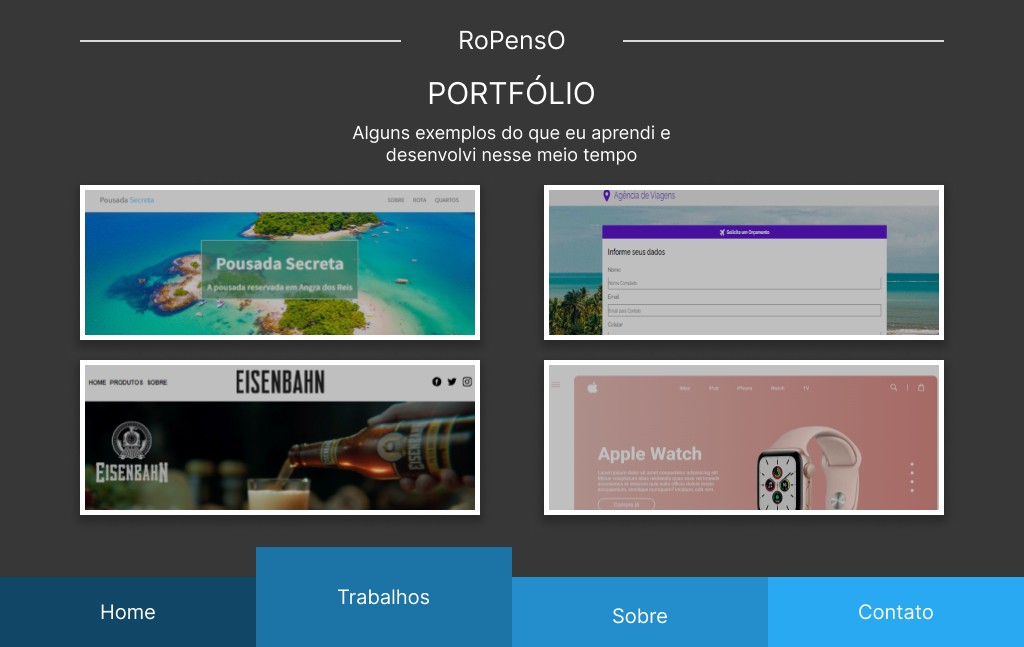 RoPensO
PORTFÓLIO
Alguns exemplos do que eu aprendi e
desenvolvi nesse meio tempo
Pousada Secreta
SOBRE ROTA QUARTOS
Pousada Secreta
A pousada reservada em Angra dos Reis
Agência de Viagens
Solicite um Orçamento
Informe seus dados
Nome
Nome Completo
Email
Email para Contato
Celular
HOME PRODUTOS SOBRE
EISENBAHN
EISENBAHN
EISENBAHN
iMac iPad iPhone Watch TV
Apple Watch
Compre já
Home
Trabalhos
Sobre
Contato